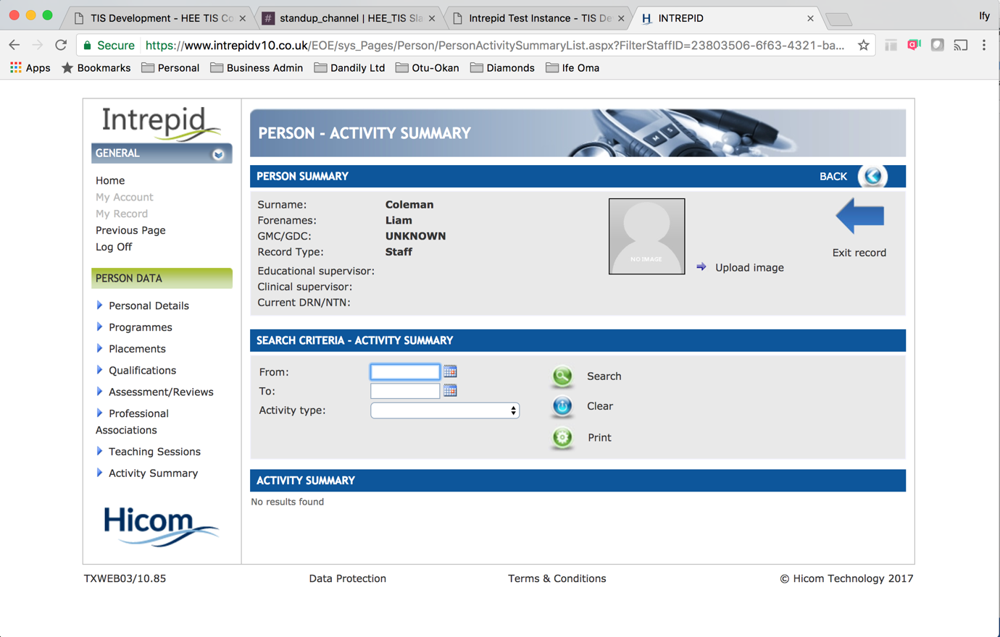 TIS Development - HEE TIS Co
# standup_channel | HEE_TIS Sla
Intrepid Test Instance - TIS De
H INTREPID
Ify
Secure https://www.intrepidv10.co.uk/EOE/sys_Pages/Person/PersonActivitySummaryList.aspx?FilterStaffID=23803506-6f63-4321-ba...
Apps Bookmarks Personal Business Admin Dandily Ltd Otu-Okan Diamonds Ife Oma
Intrepid
GENERAL
Home
My Account
My Record
Previous Page
Log Off
PERSON DATA
Personal Details
Programmes
Placements
Qualifications
Assessment/Reviews
Professional
Associations
Teaching Sessions
Activity Summary
Hicom
PERSON - ACTIVITY SUMMARY
M S
PERSON SUMMARY BACK
Surname: Coleman
Forenames: Liam
GMC/GDC: UNKNOWN
Record Type: Staff
Educational supervisor:
Clinical supervisor:
Current DRN/NTN:
NO IMAGE
Upload image
Exit record
SEARCH CRITERIA - ACTIVITY SUMMARY
From:
To:
Activity type:
Search
Clear
Print
ACTIVITY SUMMARY
No results found
TXWEB03/10.85 Data Protection Terms & Conditions © Hicom Technology 2017